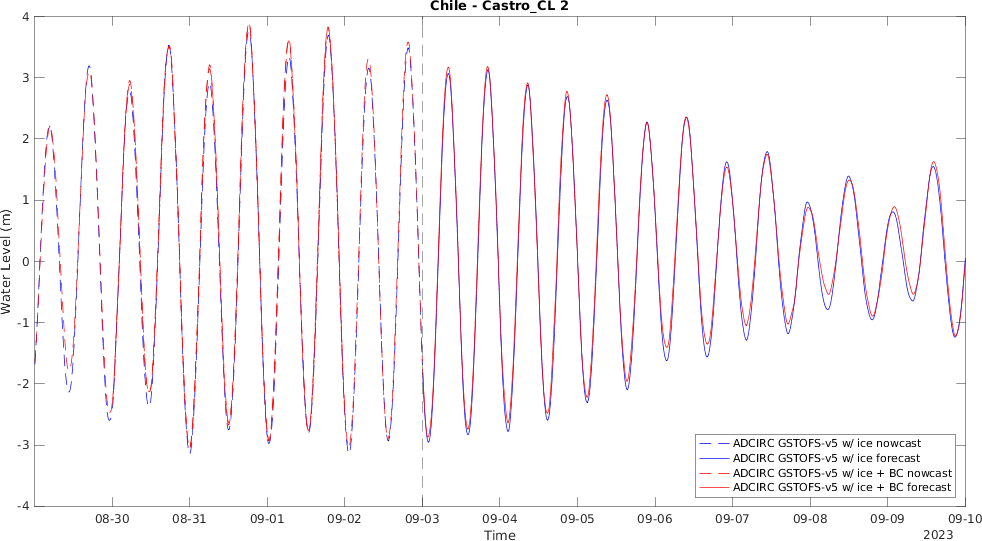 Chile - Castro_CL 2
4
3
2
1
0
-1
-2
-3
-4
Water Level (m)
ADCIRC GSTOFS-v5 w/ ice nowcast
ADCIRC GSTOFS-v5 w/ ice forecast
ADCIRC GSTOFS-v5 w/ ice + BC nowcast
ADCIRC GSTOFS-v5 w/ ice + BC forecast
08-30 08-31 09-01 09-02 09-03 09-04 09-05 09-06 09-07 09-08 09-09 09-10
Time
2023